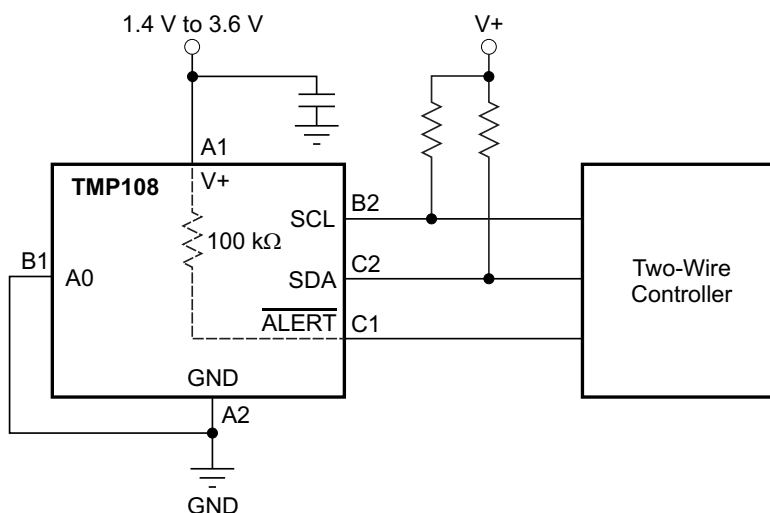 1.4 V to 3.6 V
V+
A1
TMP108
V+
B2
SCL
100 kΩ
B1
A0
C2
SDA
Two-Wire
Controller
ALERT
C1
GND
A2
GND